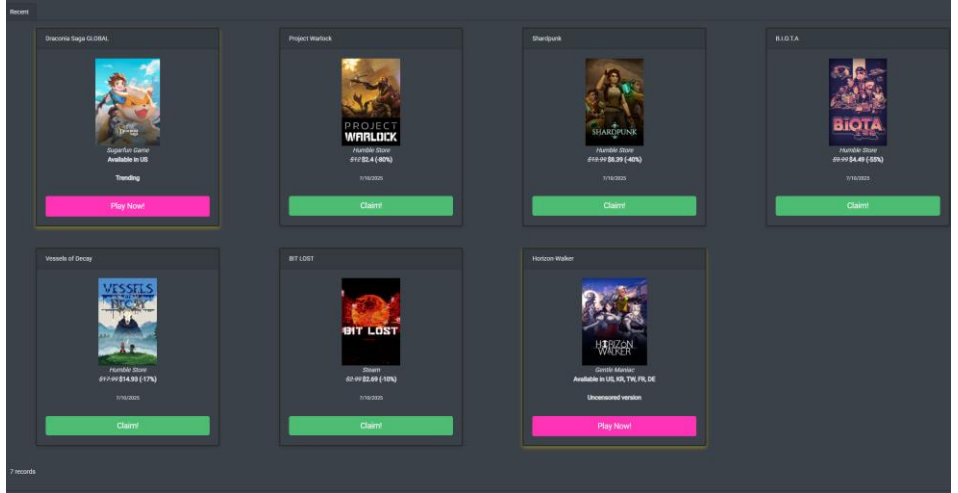 Recent
Draconia Saga GLOBAL
Project Warlock
Shardpunk
B.I.O.T.A
PROJECT
WARLOCK
SHARDPUNK
BIOTA
Sugarfun Game
Available in US
Trending
Play Now!
Humble Store
$12 $2.4 (-80%)
7/10/2025
Claim!
Humble Store
$13.99 $8.39 (-40%)
7/10/2025
Claim!
Humble Store
$9.99 $4.49 (-55%)
7/10/2025
Claim!
Vessels of Decay
BIT LOST
Horizon Walker
VESSELS
OF
DECAY
BIT LOST
HORIZON
WALKER
Humble Store
$17.99 $14.93 (-17%)
7/10/2025
Claim!
Steam
$2.99 $2.69 (-10%)
7/10/2025
Claim!
Gentle Maniac
Available in US, KR, TW, FR, DE
Uncensored version
Play Now!
7 records